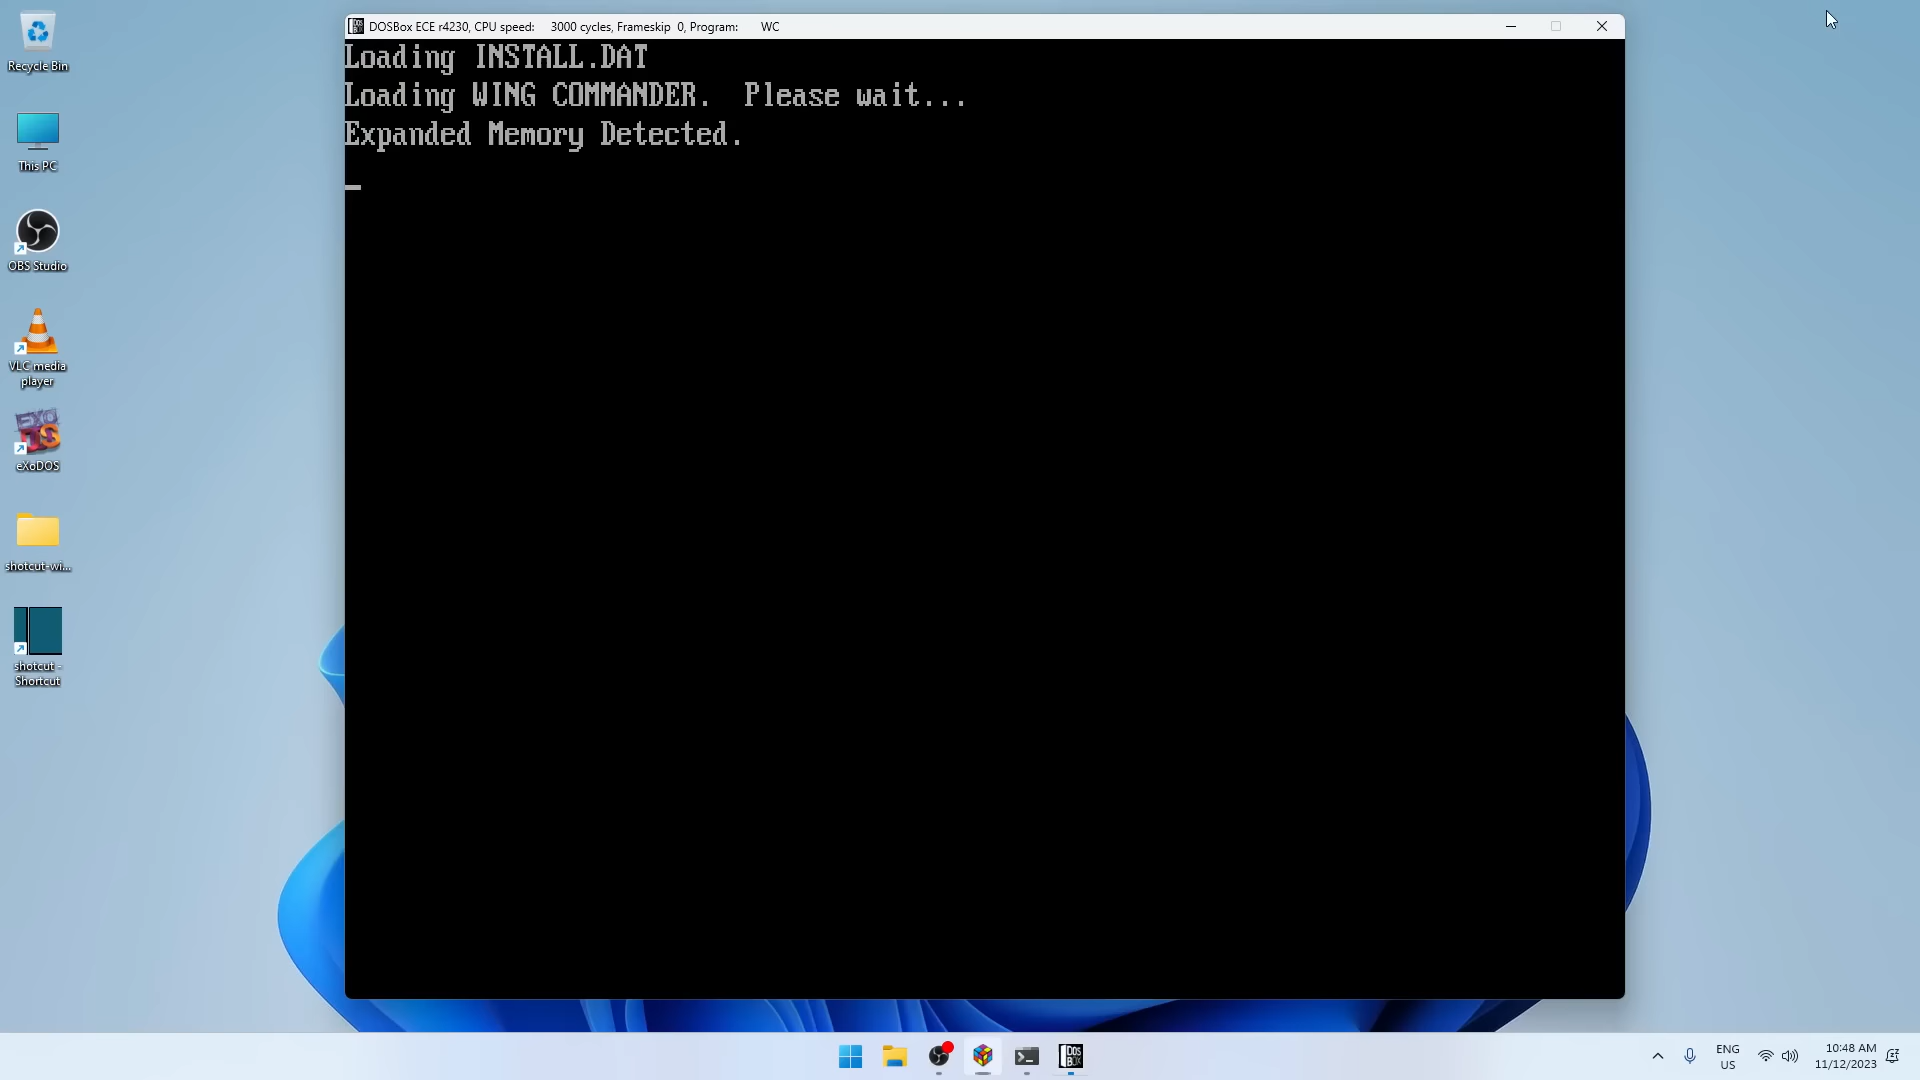 DOSBox ECE r4230, CPU speed: 3000 cycles, Frameskip 0, Program: WC
Loading INSTALL.DAT
Loading WING COMMANDER. Please wait...
Expanded Memory Detected.
Recycle Bin
This PC
OBS Studio
VLC media
player
eXoDOS
shotcut-wi...
shotcut -
Shortcut
ENG
US
10:48 AM
11/12/2023